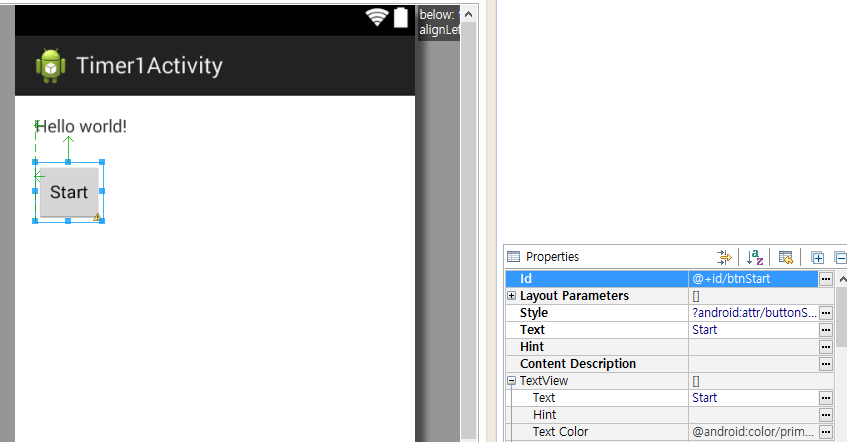 below:
alignLef
Timer1Activity
Hello world!
Start
Properties
Id @+id/btnStart
Layout Parameters []
Style ?android:attr/buttonS...
Text Start
Hint
Content Description
TextView []
Text Start
Hint
Text Color @android:color/prim...